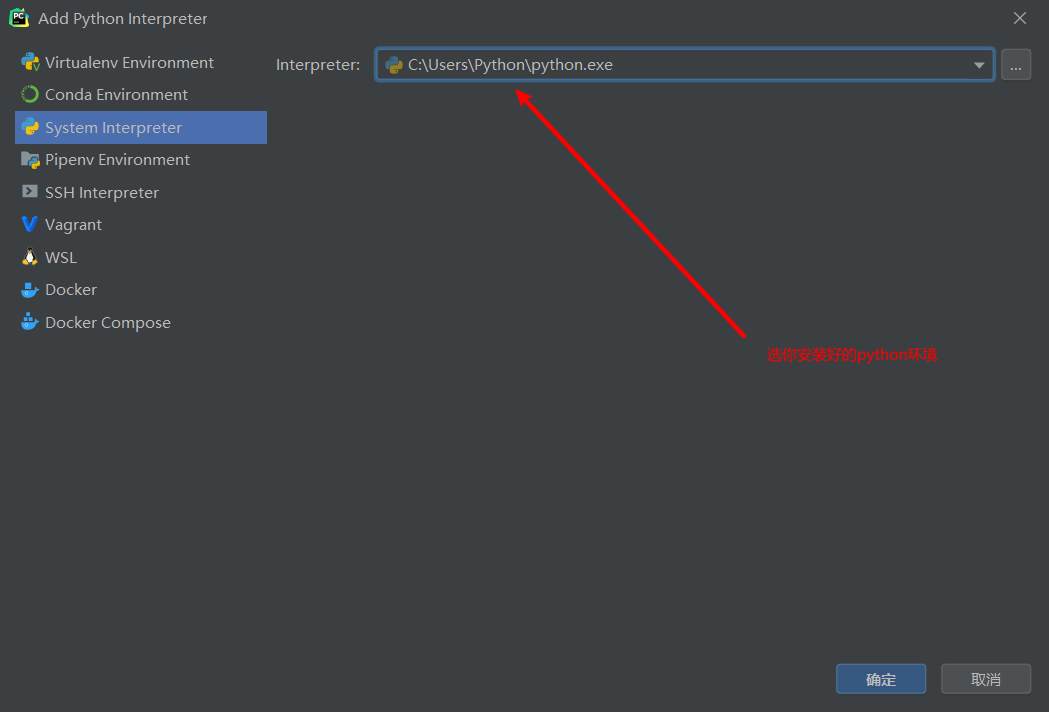 Add Python Interpreter
Virtualenv Environment
Conda Environment
System Interpreter
Pipenv Environment
SSH Interpreter
Vagrant
WSL
Docker
Docker Compose
Interpreter: C:\Users\Python\python.exe ...
选你安装好的python环境
确定 取消